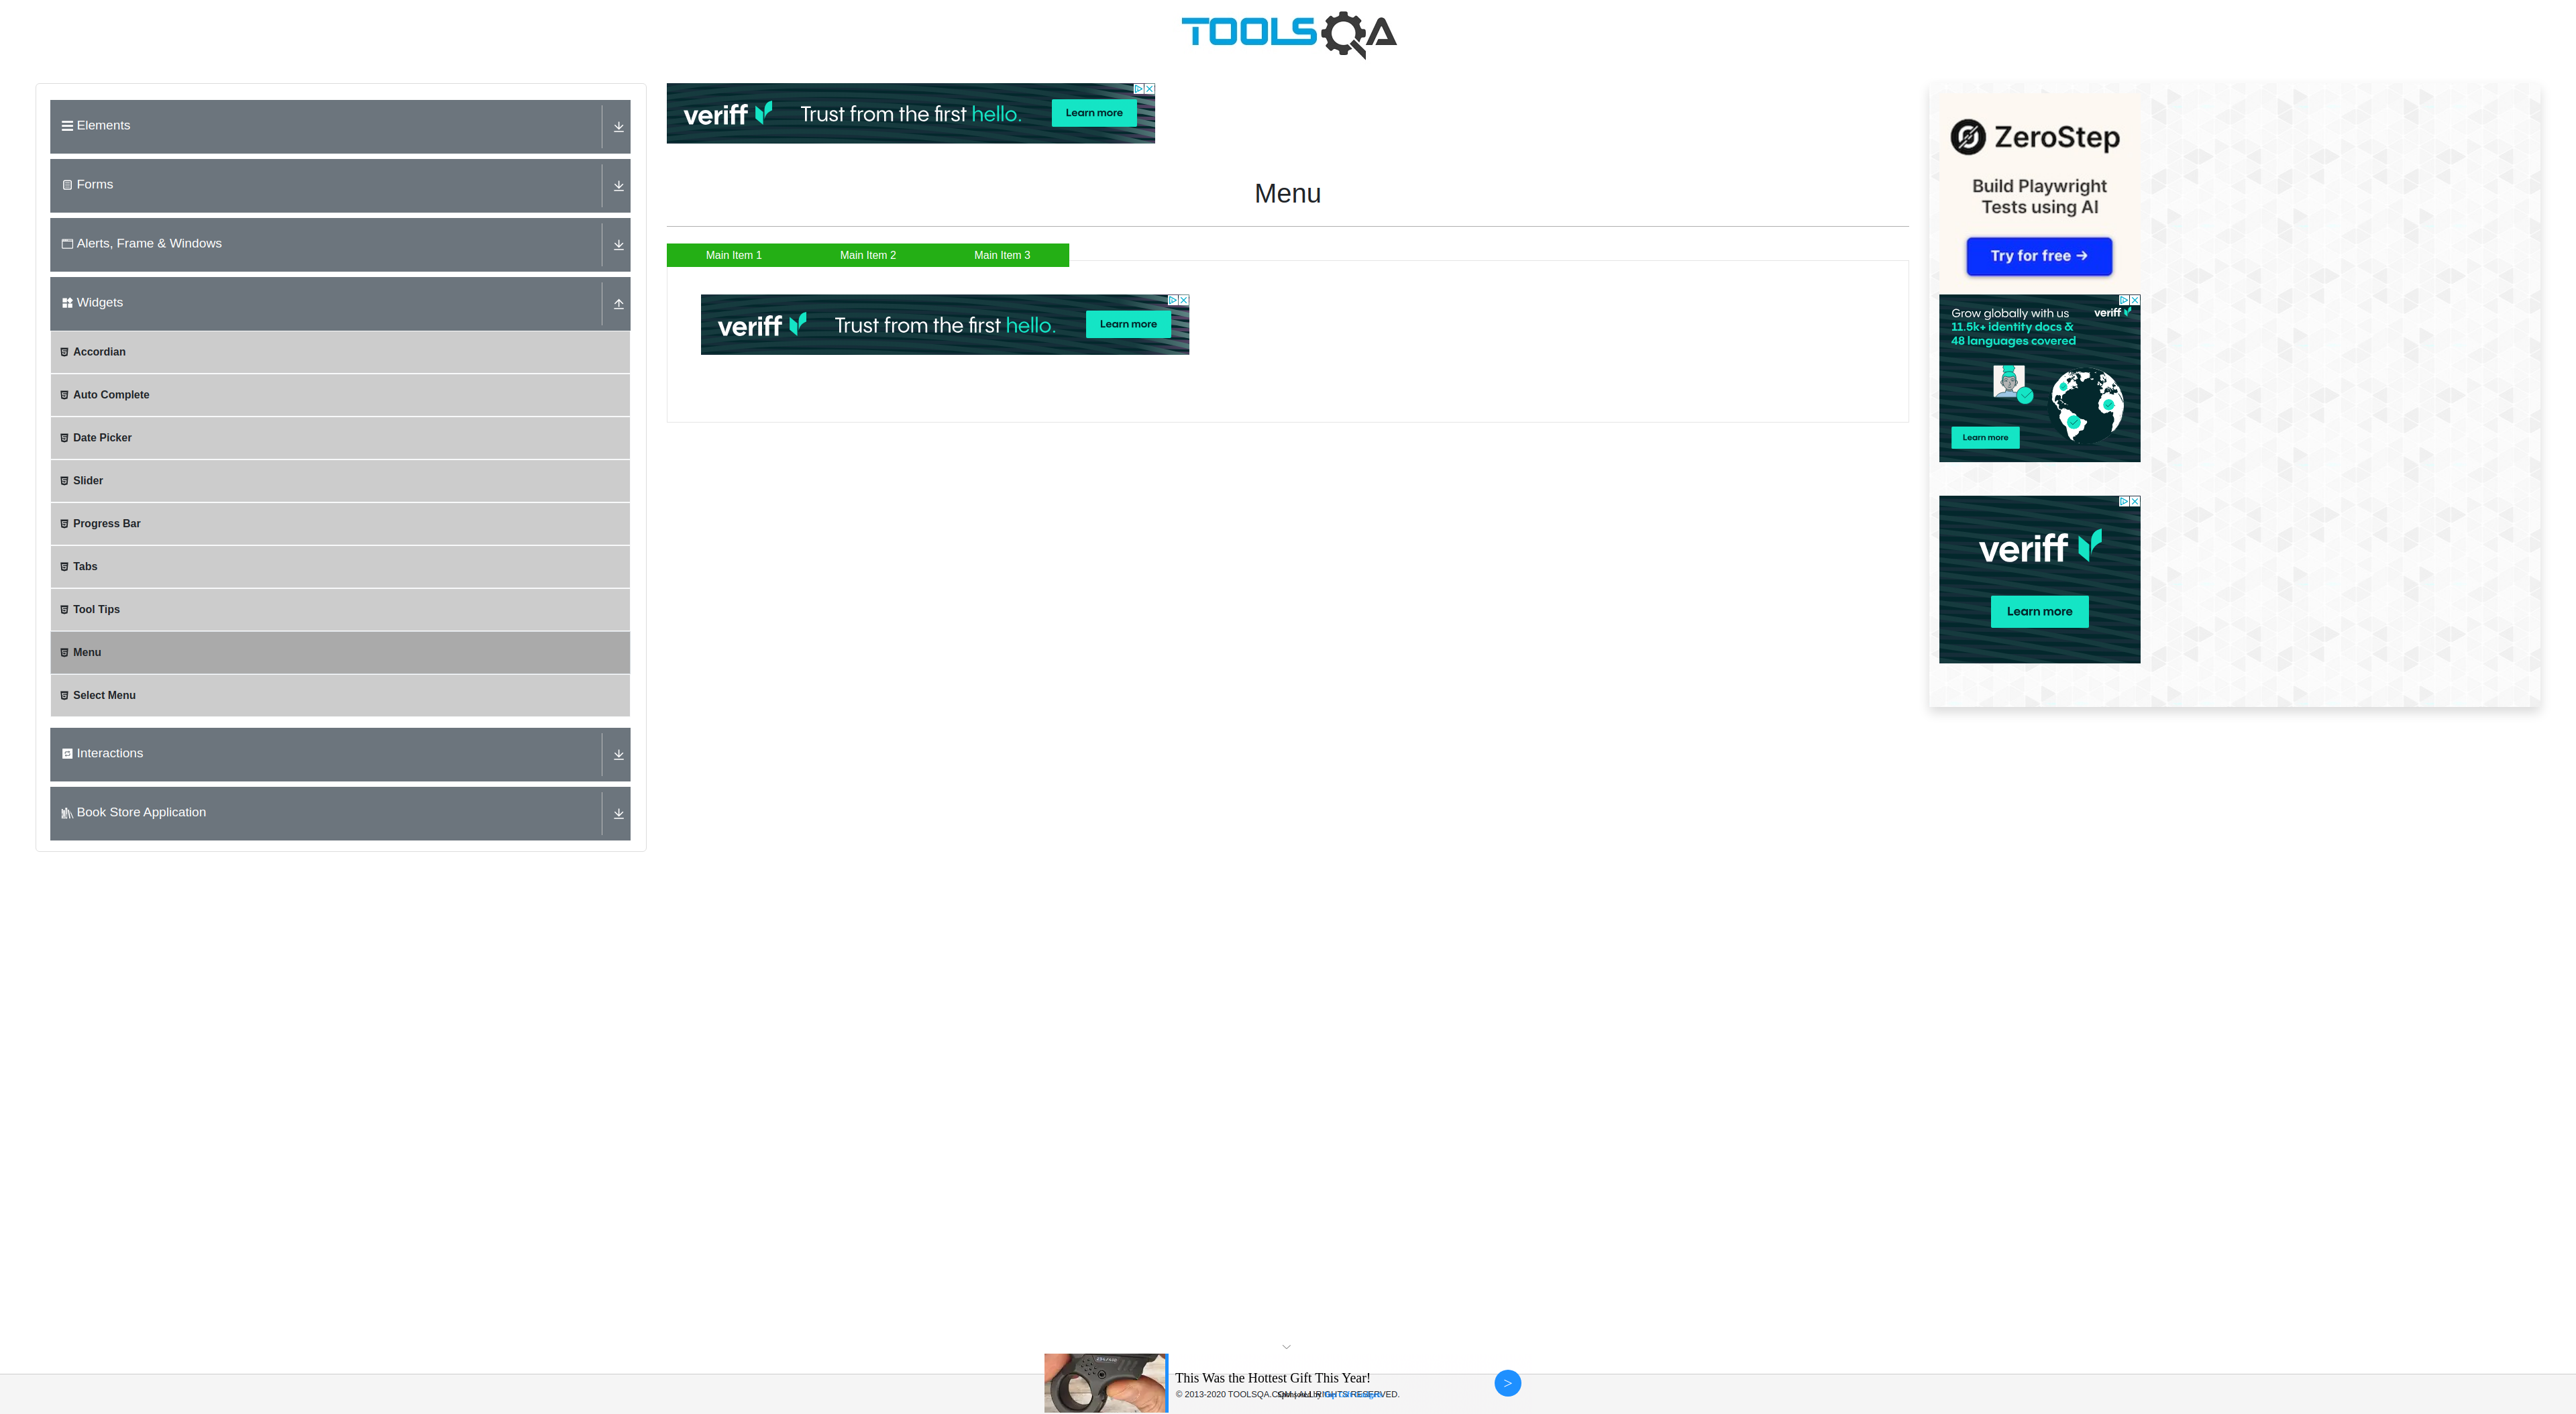 TOOLSQA
Elements
Forms
Alerts, Frame & Windows
Widgets
Accordian
Auto Complete
Date Picker
Slider
Progress Bar
Tabs
Tool Tips
Menu
Select Menu
Interactions
Book Store Application
veriff Trust from the first hello. Learn more
Menu
Main Item 1 Main Item 2 Main Item 3
veriff Trust from the first hello. Learn more
ZeroStep
Build Playwright
Tests using AI
Try for free →
Grow globally with us veriff
11.5k+ identity docs &
48 languages covered
Learn more
veriff
Learn more
This Was the Hottest Gift This Year!
© 2013-2020 TOOLSQA.COM | ALL RIGHTS RESERVED.